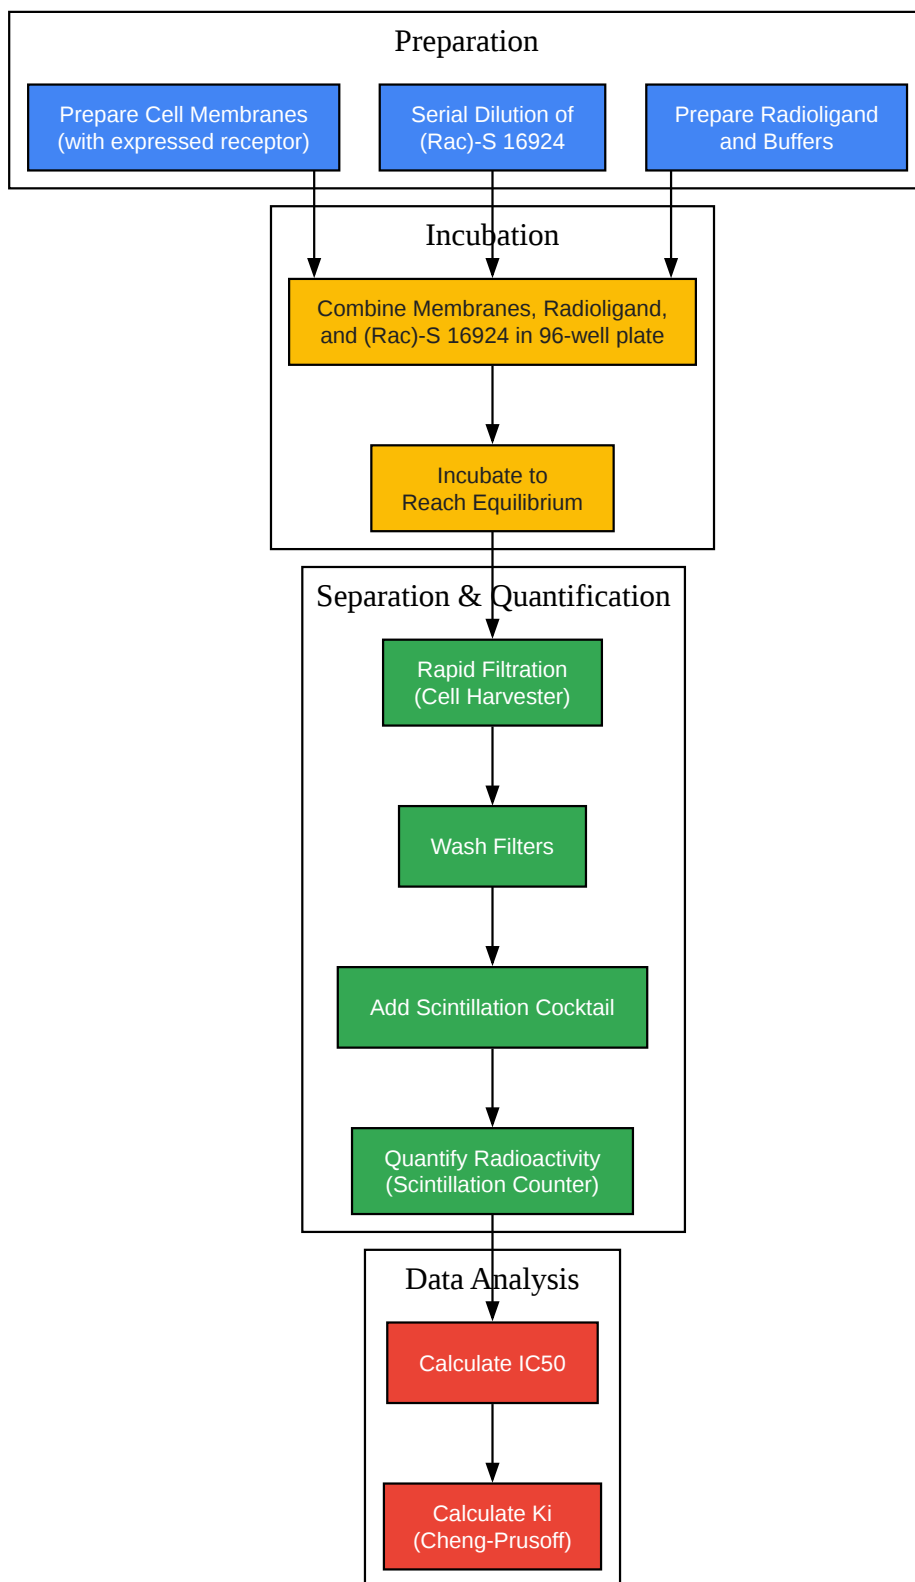 Preparation
Prepare Cell Membranes
(with expressed receptor)
Serial Dilution of
(Rac)-S 16924
Prepare Radioligand
and Buffers
Incubation
Combine Membranes, Radioligand,
and (Rac)-S 16924 in 96-well plate
Incubate to
Reach Equilibrium
Separation & Quantification
Rapid Filtration
(Cell Harvester)
Wash Filters
Add Scintillation Cocktail
Quantify Radioactivity
(Scintillation Counter)
Data Analysis
Calculate IC50
Calculate Ki
(Cheng-Prusoff)